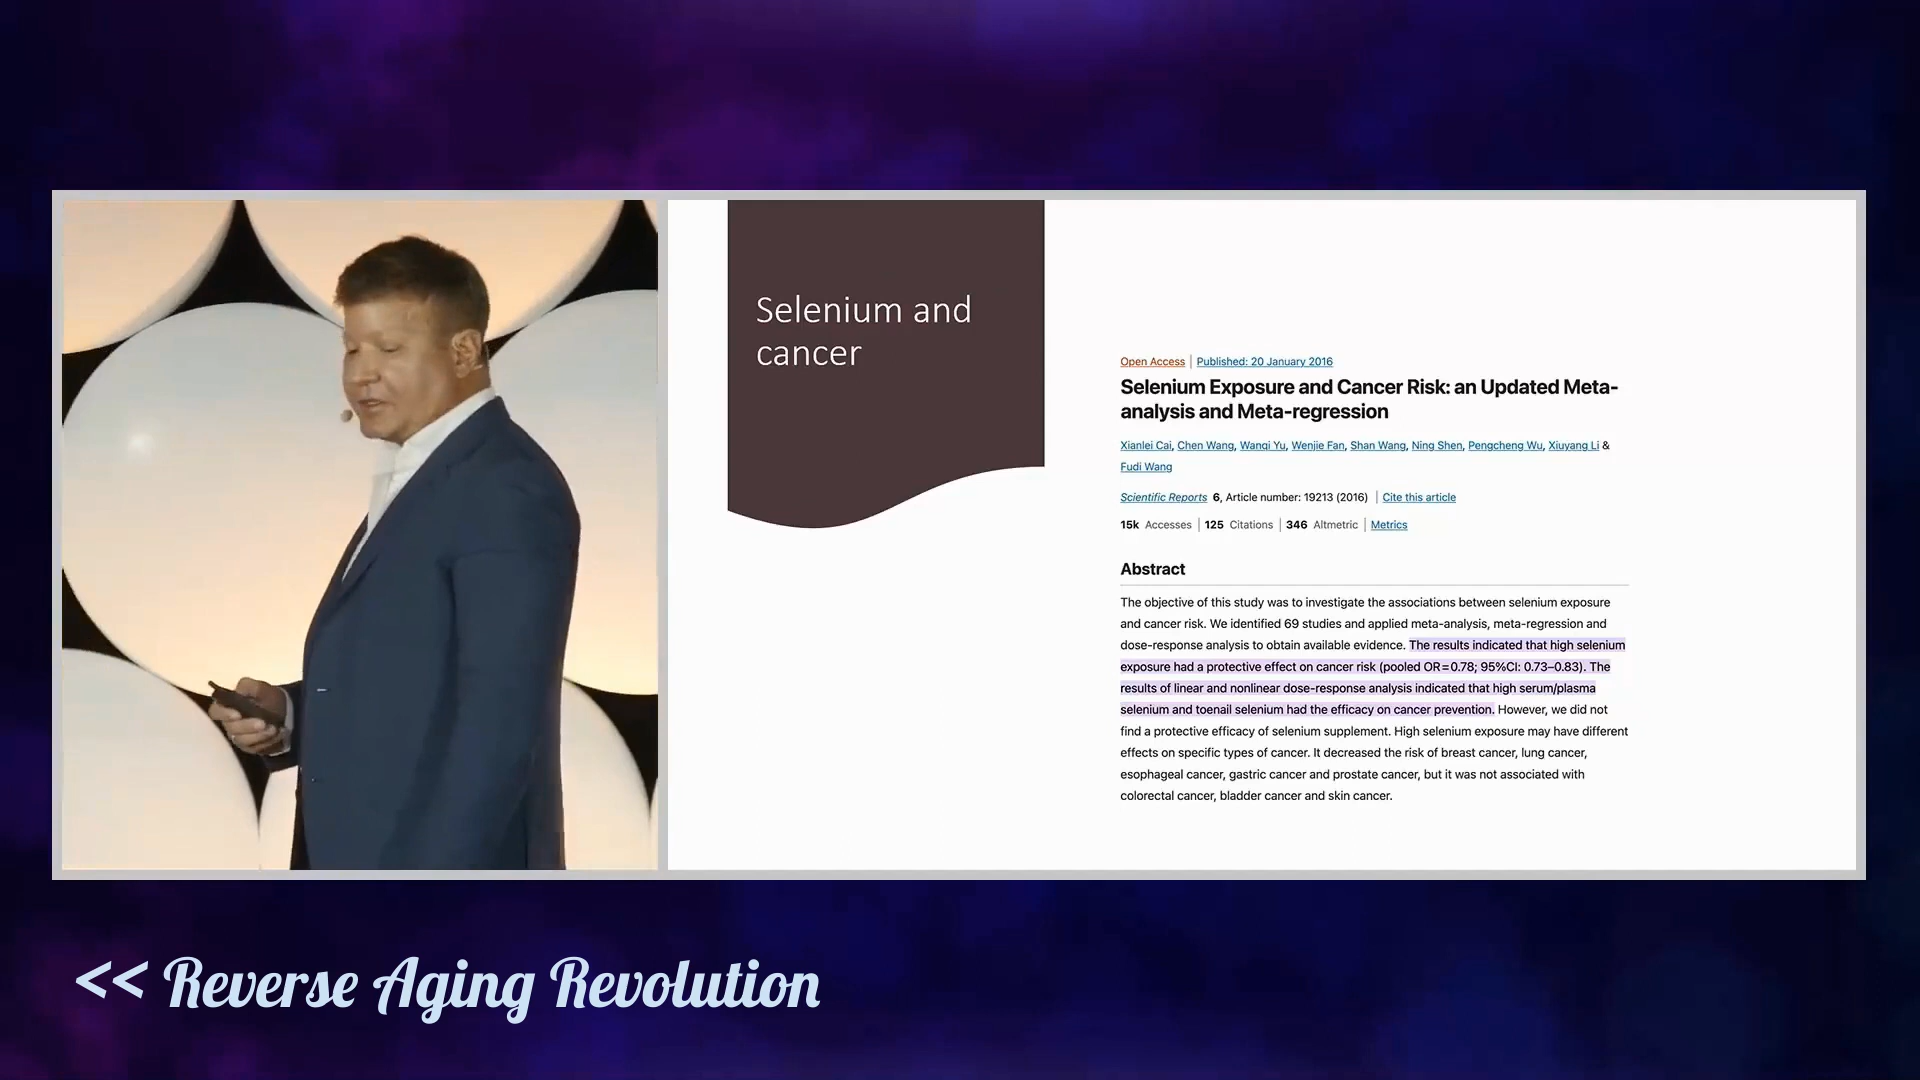 Selenium and
cancer
Open Access | Published: 20 January 2016
Selenium Exposure and Cancer Risk: an Updated Meta-
analysis and Meta-regression
Xianlei Cai, Chen Wang, Wanqi Yu, Wenjie Fan, Shan Wang, Ning Shen, Pengcheng Wu, Xiuyang Li &
Fudi Wang
Scientific Reports 6, Article number: 19213 (2016) | Cite this article
15k Accesses | 125 Citations | 346 Altmetric | Metrics
Abstract
The objective of this study was to investigate the associations between selenium exposure
and cancer risk. We identified 69 studies and applied meta-analysis, meta-regression and
dose-response analysis to obtain available evidence. The results indicated that high selenium
exposure had a protective effect on cancer risk (pooled OR = 0.78; 95%CI: 0.73–0.83). The
results of linear and nonlinear dose-response analysis indicated that high serum/plasma
selenium and toenail selenium had the efficacy on cancer prevention. However, we did not
find a protective efficacy of selenium supplement. High selenium exposure may have different
effects on specific types of cancer. It decreased the risk of breast cancer, lung cancer,
esophageal cancer, gastric cancer and prostate cancer, but it was not associated with
colorectal cancer, bladder cancer and skin cancer.
<< Reverse Aging Revolution